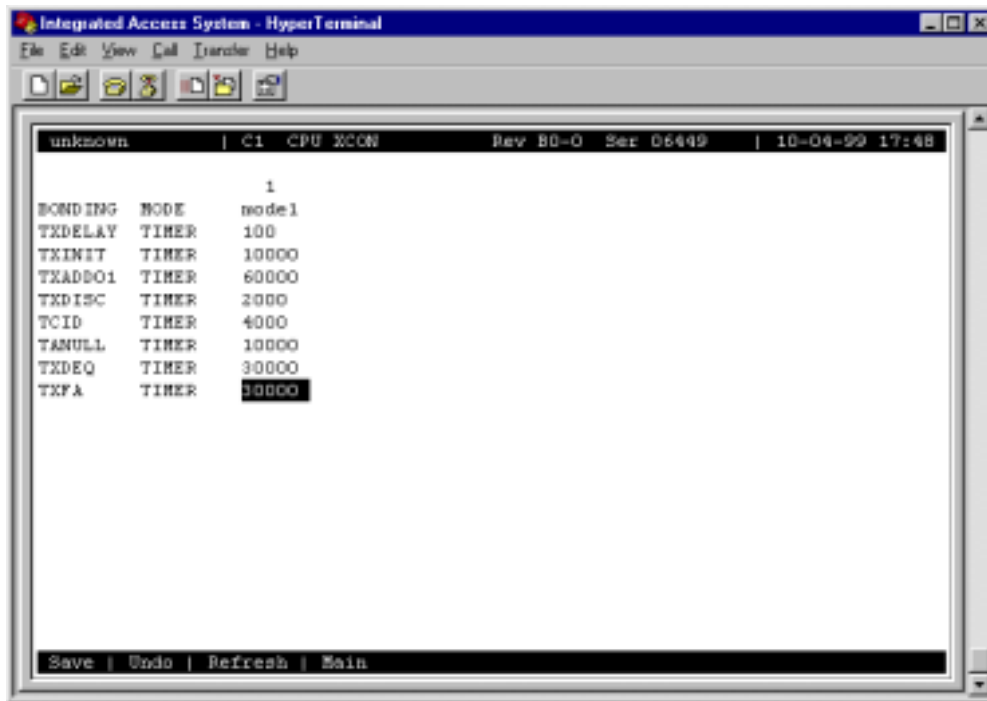 Integrated Access System - HyperTerminal
File Edit View Call Transfer Help
unknown | C1 CPU XCON Rev B0-0 Ser 06449 | 10-04-99 17:48
1
BONDING MODE mode1
TXDELAY TIMER 100
TXINIT TIMER 10000
TXADD01 TIMER 60000
TXDISC TIMER 2000
TCID TIMER 4000
TANULL TIMER 10000
TXDEQ TIMER 30000
TXFA TIMER 30000
Save | Undo | Refresh | Main